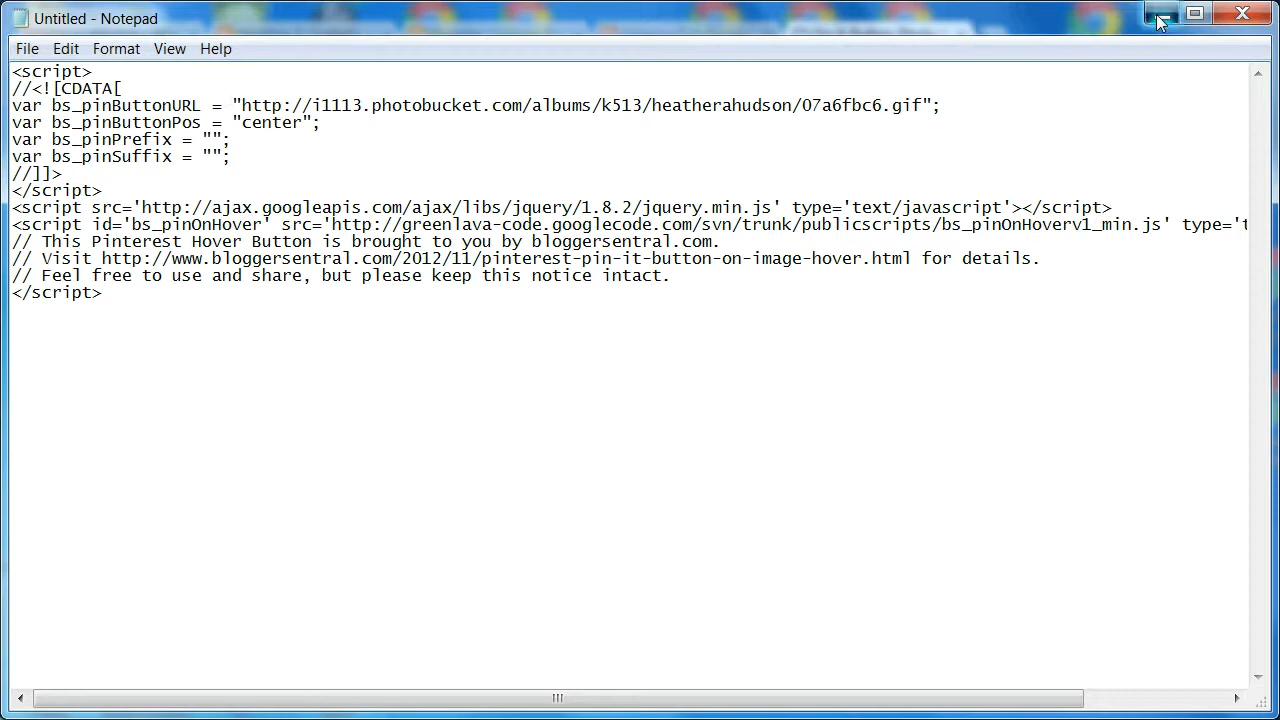 Untitled - Notepad
File Edit Format View Help
<script>
//<![CDATA[
var bs_pinButtonURL = "http://i1113.photobucket.com/albums/k513/heatherahudson/07a6fbc6.gif";
var bs_pinButtonPos = "center";
var bs_pinPrefix = "";
var bs_pinSuffix = "";
//]]>
</script>
<script src='http://ajax.googleapis.com/ajax/libs/jquery/1.8.2/jquery.min.js' type='text/javascript'></script>
<script id='bs_pinOnHover' src='http://greenlava-code.googlecode.com/svn/trunk/publicscripts/bs_pinOnHoverv1_min.js' type='t
// This Pinterest Hover Button is brought to you by bloggersentral.com.
// Visit http://www.bloggersentral.com/2012/11/pinterest-pin-it-button-on-image-hover.html for details.
// Feel free to use and share, but please keep this notice intact.
</script>